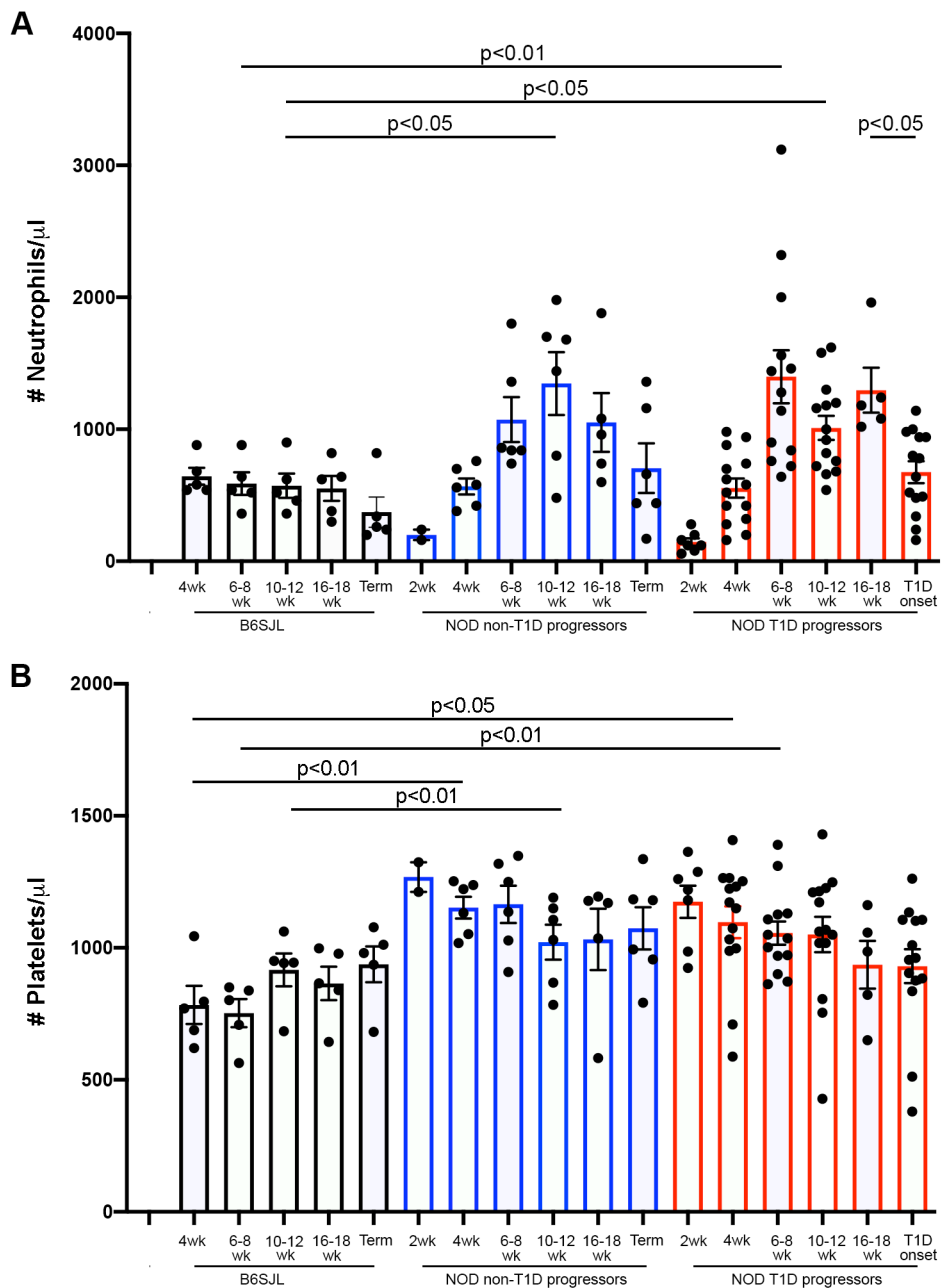 A
# Neutrophils/μl
4000
3000
2000
1000
0
p<0.01
p<0.05
p<0.05
p<0.05
4wk 6-8 wk 10-12 wk 16-18 wk Term 2wk 4wk 6-8 wk 10-12 wk 16-18 wk Term 2wk 4wk 6-8 wk 10-12 wk 16-18 wk T1D onset
B6SJL NOD non-T1D progressors NOD T1D progressors
B
# Platelets/μl
2000
1500
1000
500
0
p<0.05
p<0.01
p<0.01
p<0.01
4wk 6-8 wk 10-12 wk 16-18 wk Term 2wk 4wk 6-8 wk 10-12 wk 16-18 wk Term 2wk 4wk 6-8 wk 10-12 wk 16-18 wk T1D onset
B6SJL NOD non-T1D progressors NOD T1D progressors